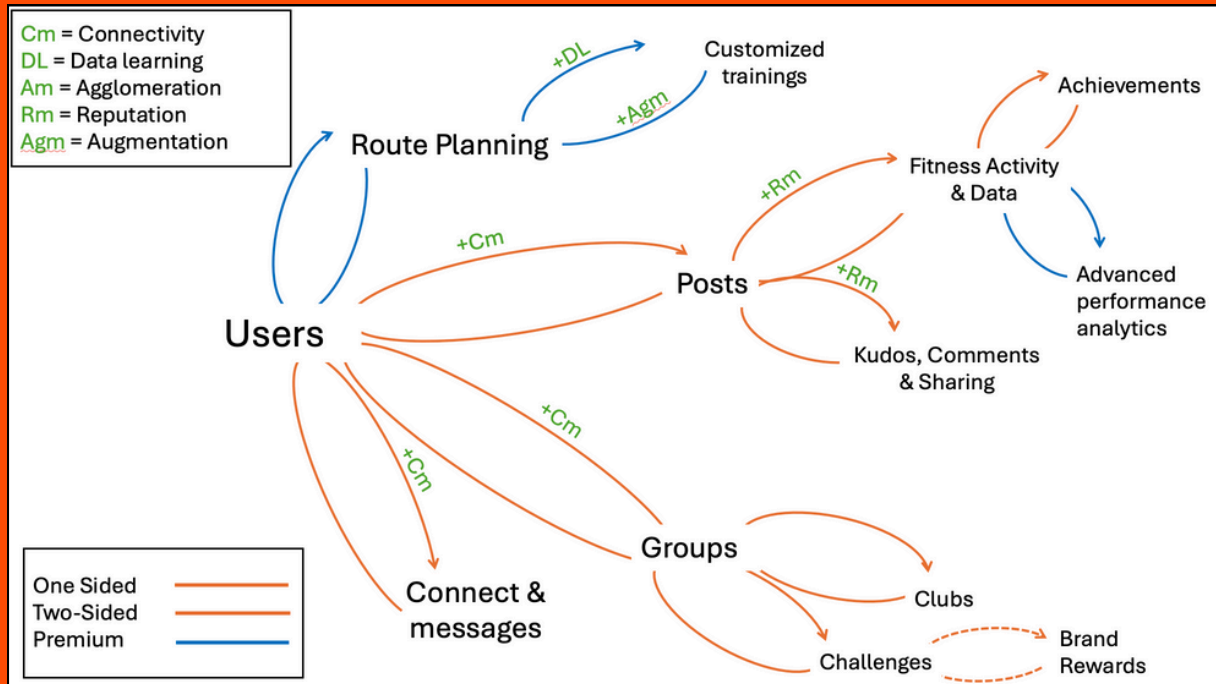 Cm = Connectivity
DL = Data learning
Am = Agglomeration
Rm = Reputation
Agm = Augmentation
+DL
Customized
trainings
+Agm
Route Planning
Achievements
+Rm
Fitness Activity
& Data
+Cm
Posts
+Rm
Advanced
performance
analytics
Users
Kudos, Comments
& Sharing
+Cm
+Cm
Groups
Connect &
messages
Clubs
Challenges
Brand
Rewards
One Sided
Two-Sided
Premium